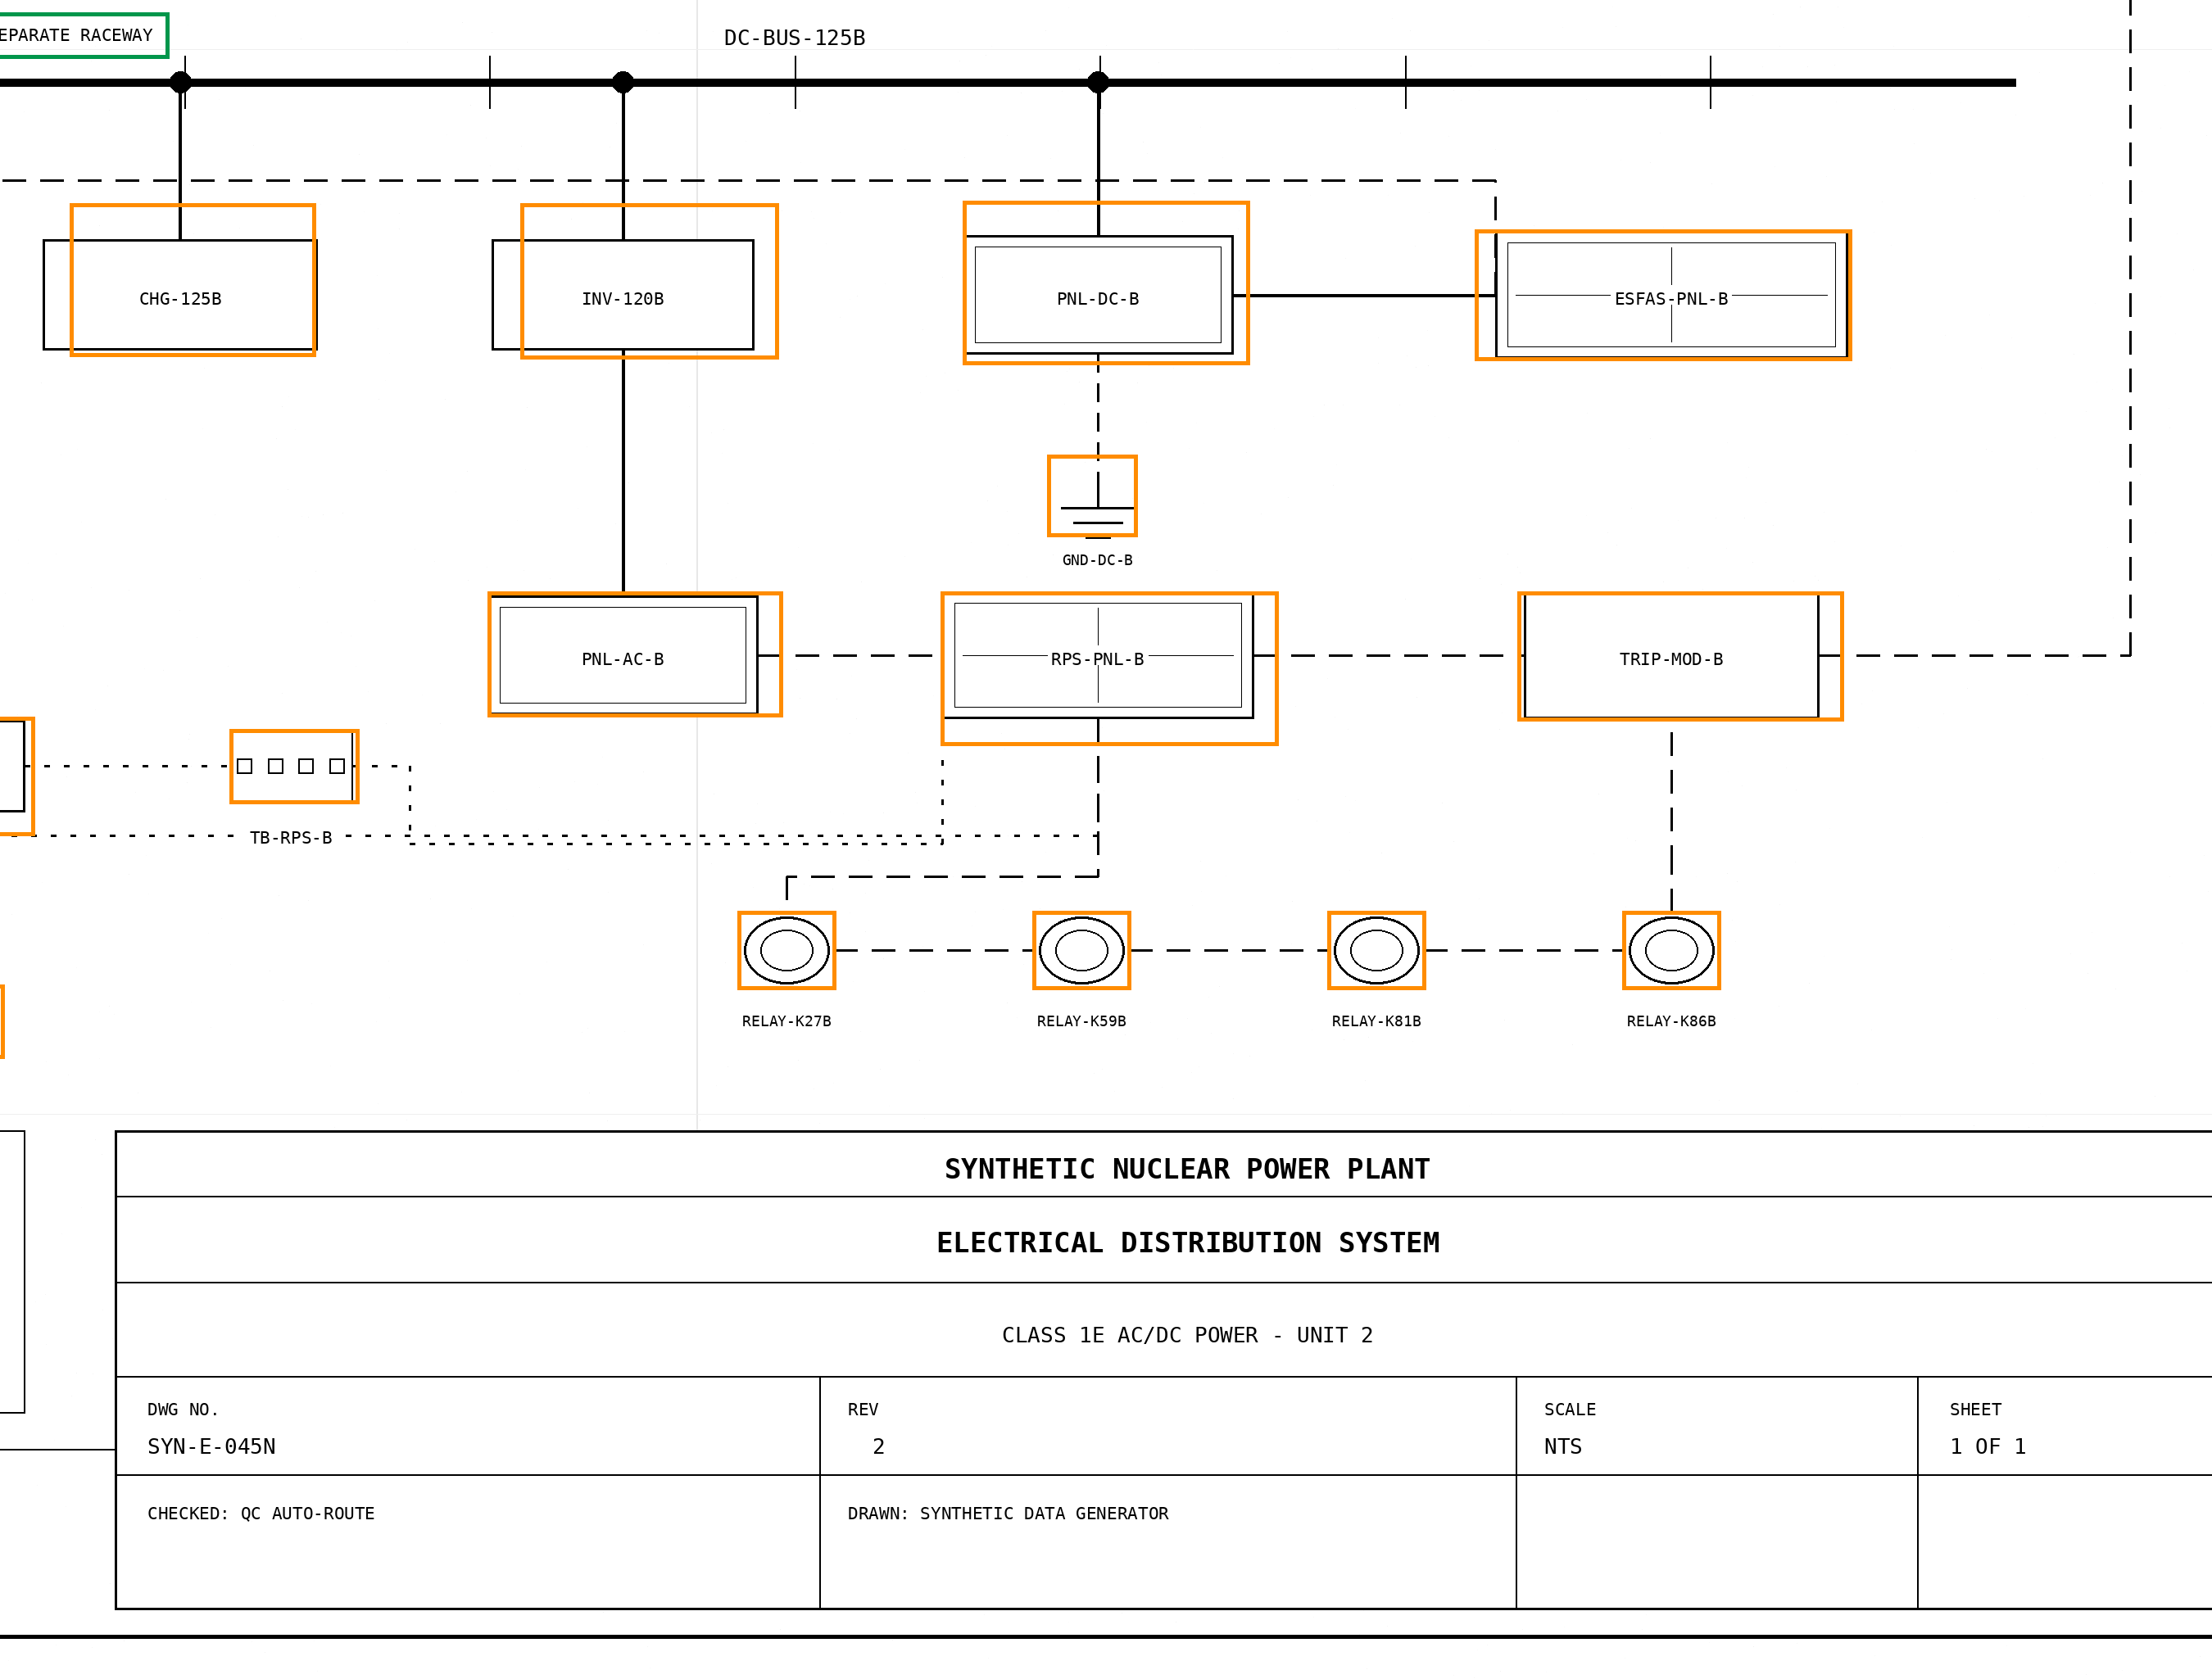 EPARATE RACEWAY
DC-BUS-125B
CHG-125B
INV-120B
PNL-DC-B
ESFAS-PNL-B
GND-DC-B
PNL-AC-B
RPS-PNL-B
TRIP-MOD-B
TB-RPS-B
RELAY-K27B
RELAY-K59B
RELAY-K81B
RELAY-K86B
SYNTHETIC NUCLEAR POWER PLANT
ELECTRICAL DISTRIBUTION SYSTEM
CLASS 1E AC/DC POWER - UNIT 2
DWG NO.
SYN-E-045N
REV
2
SCALE
NTS
SHEET
1 OF 1
CHECKED: QC AUTO-ROUTE
DRAWN: SYNTHETIC DATA GENERATOR